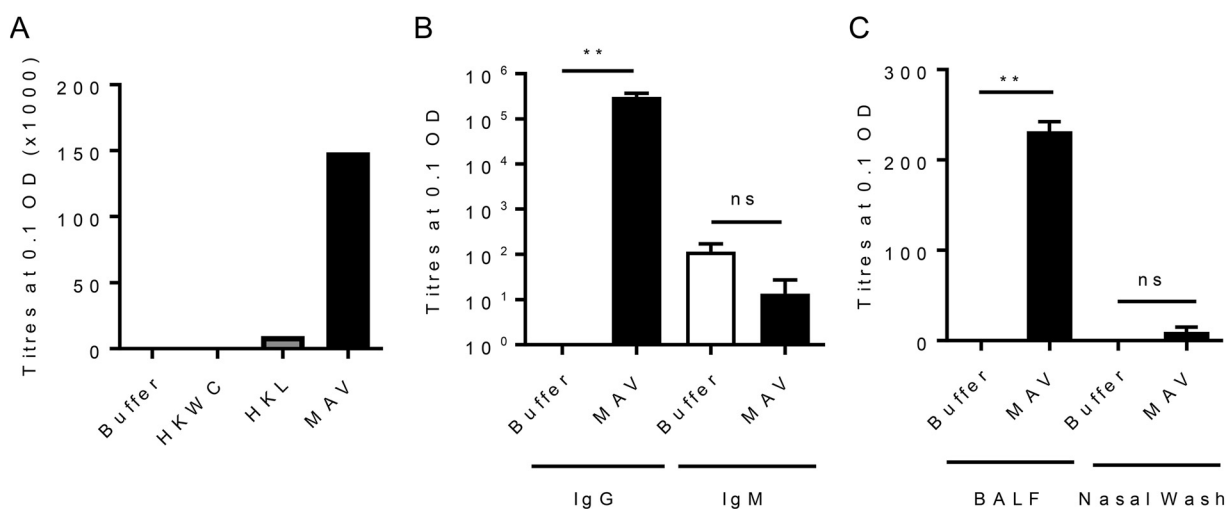 A
Titres at 0.1 OD (x1000)
200
150
100
50
0
Buffer
HKWC
HKL
MAV
B
Titres at 0.1 OD
10^6
10^5
10^4
10^3
10^2
10^1
10^0
**
ns
Buffer
MAV
Buffer
MAV
IgG
IgM
C
Titres at 0.1 OD
300
200
100
0
**
ns
Buffer
MAV
Buffer
MAV
BALF
Nasal Wash